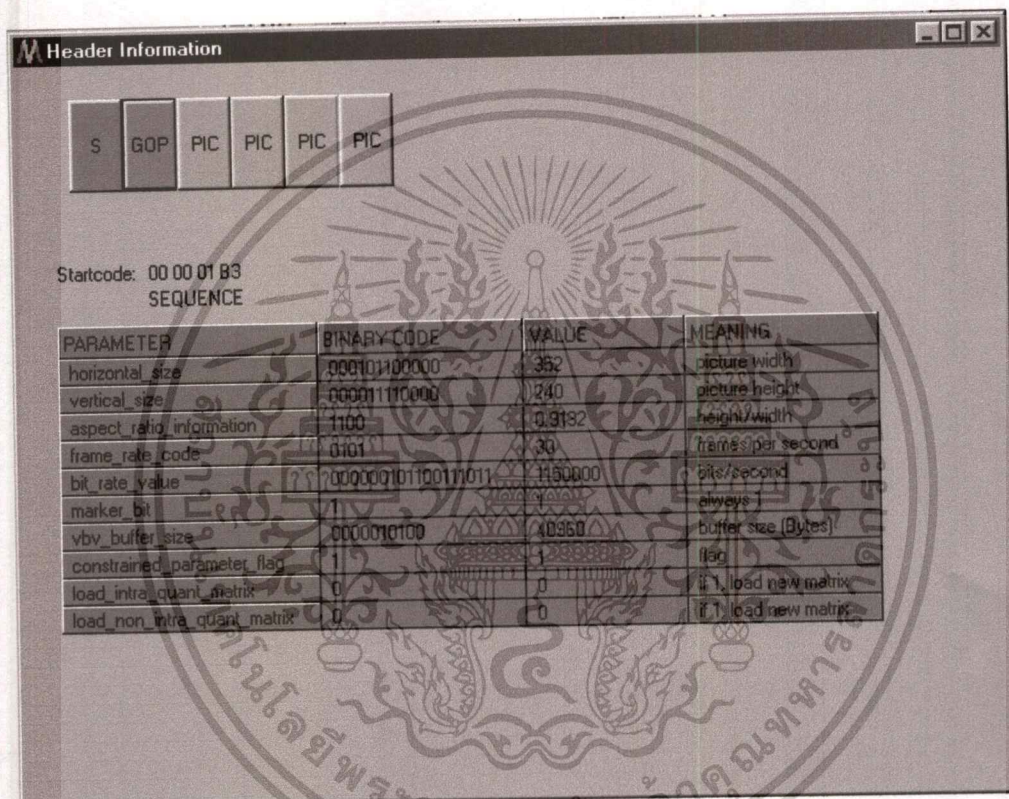 Header Information
S GOP PIC PIC PIC PIC
Startcode: 00 00 01 B3
SEQUENCE
PARAMETER BINARY CODE VALUE MEANING
horizontal_size 000101100000 352 picture width
vertical_size 000011110000 240 picture height
aspect_ratio_information 1100 0.9132 height/width
frame_rate_code 0101 30 frames per second
bit_rate_value 000000101100111011 1150000 bits/second
marker_bit 1 1 always 1
vbv_buffer_size 0000010100 40960 buffer size (Bytes)
constrained_parameter_flag 1 1 flag
load_intra_quant_matrix 0 0 if 1, load new matrix
load_non_intra_quant_matrix 0 0 if 1, load new matrix